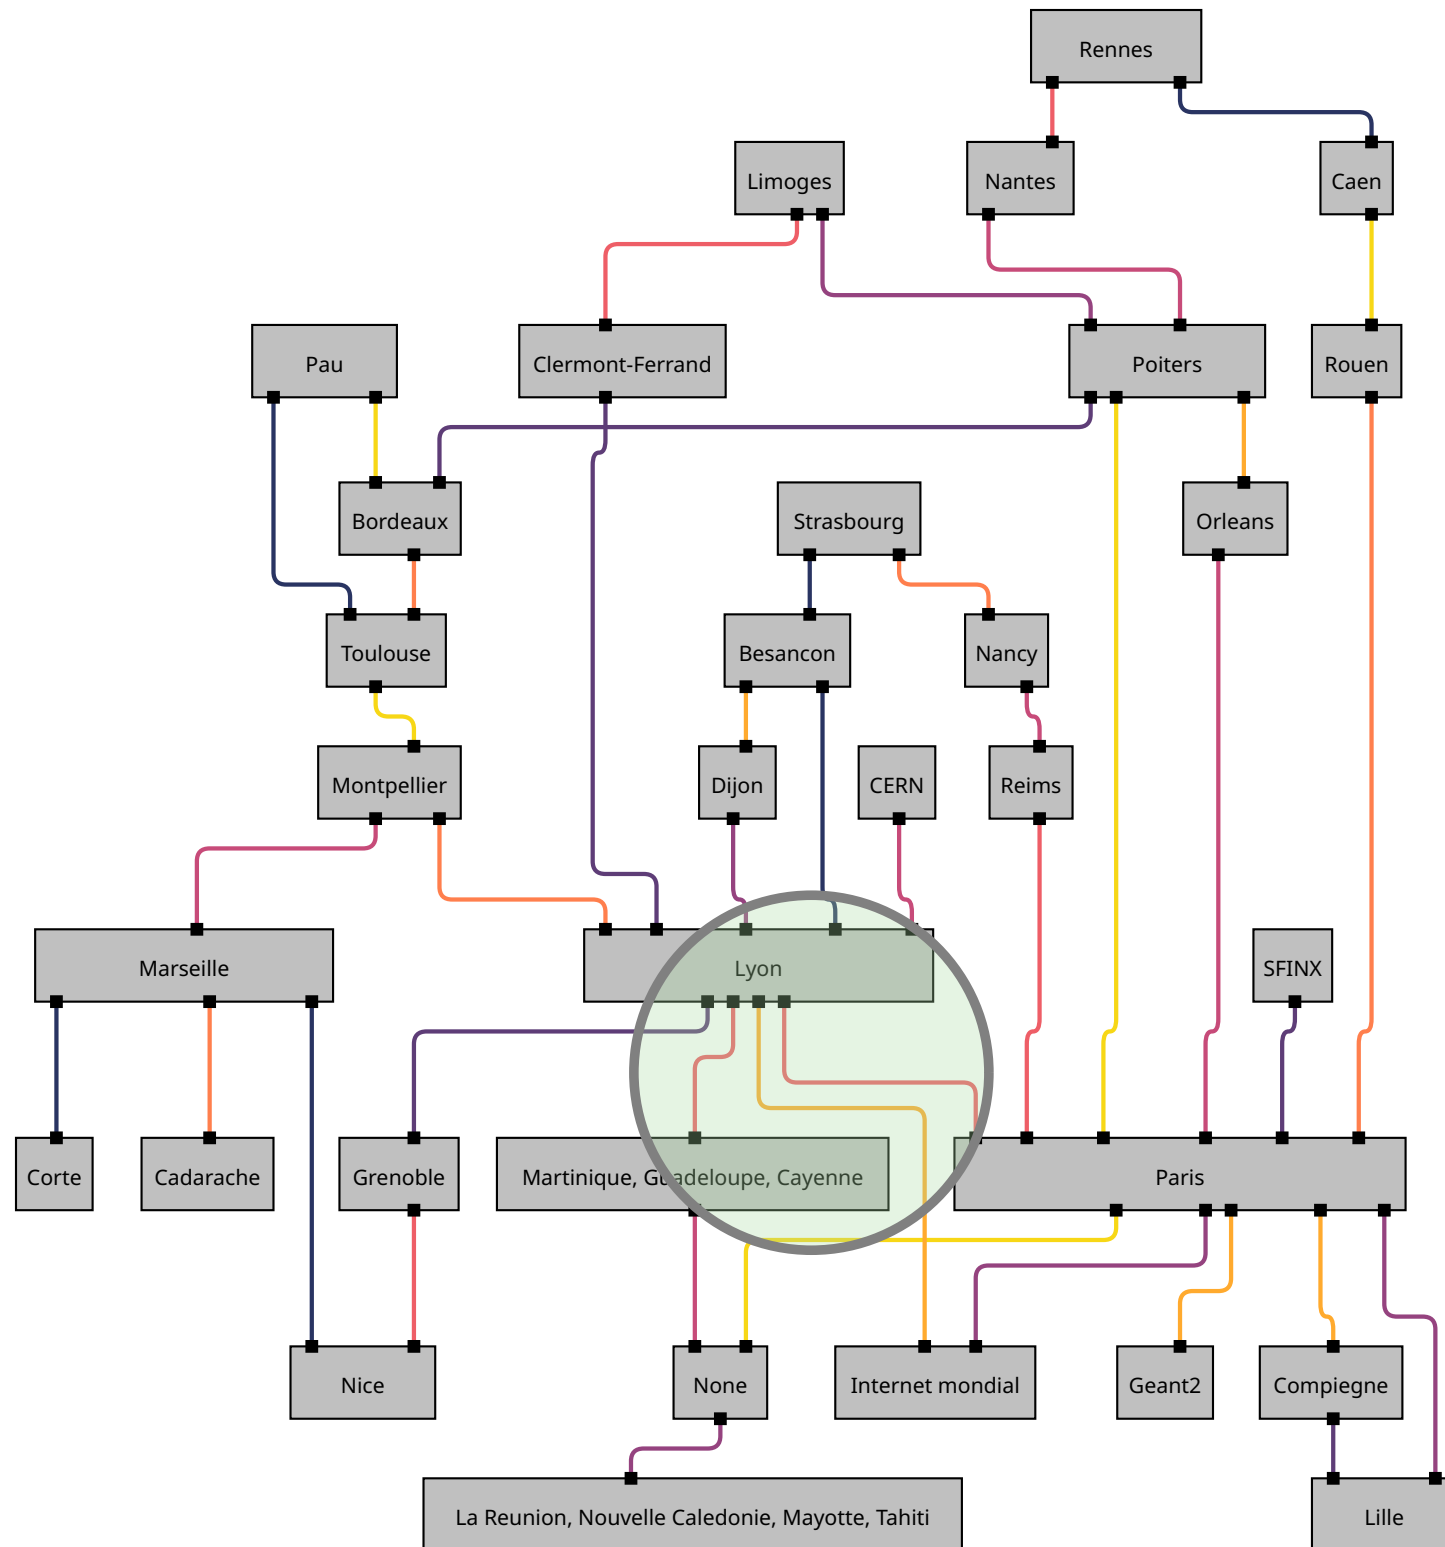 Rennes
Limoges
Nantes
Caen
Pau
Clermont-Ferrand
Poiters
Rouen
Bordeaux
Strasbourg
Orleans
Toulouse
Besancon
Nancy
Montpellier
Dijon
CERN
Reims
Marseille
Lyon
SFINX
Corte
Cadarache
Grenoble
Martinique, Guadeloupe, Cayenne
Paris
Nice
None
Internet mondial
Geant2
Compiegne
La Reunion, Nouvelle Caledonie, Mayotte, Tahiti
Lille